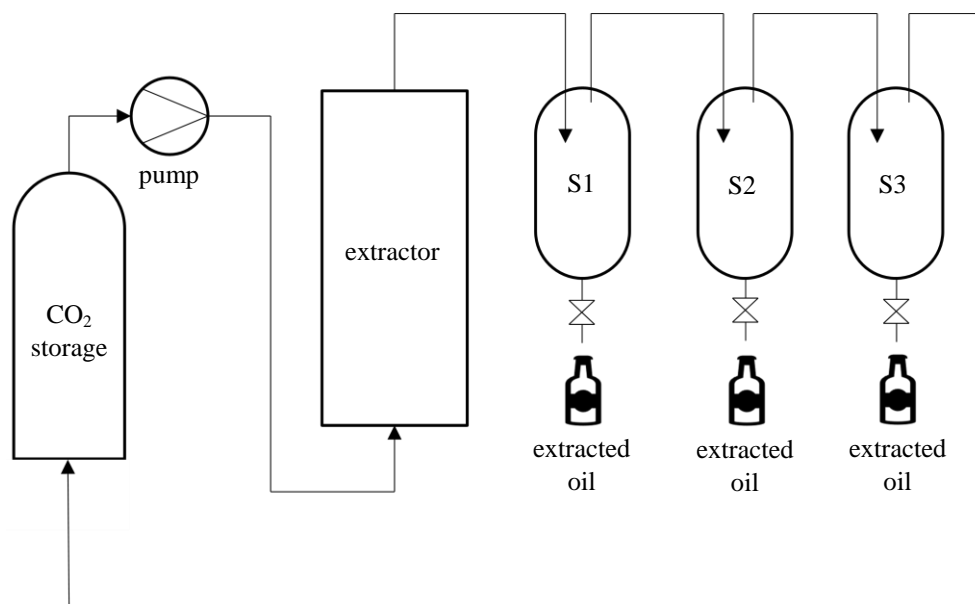 pump
CO₂
storage
extractor
S1
S2
S3
extracted
oil
extracted
oil
extracted
oil